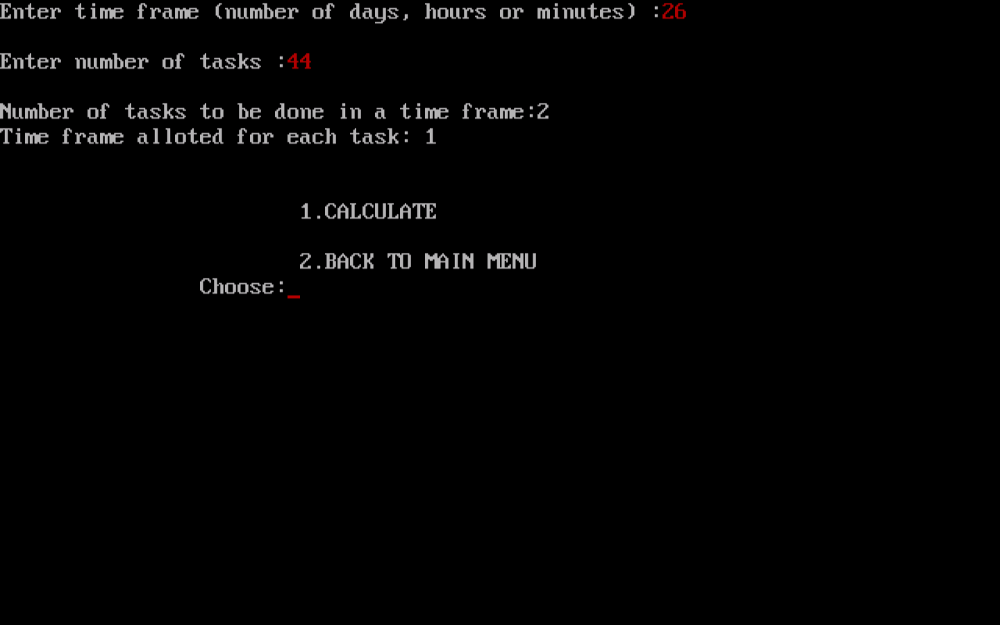 Enter time frame (number of days, hours or minutes) :26
Enter number of tasks :44
Number of tasks to be done in a time frame:2
Time frame alloted for each task: 1
1.CALCULATE
2.BACK TO MAIN MENU
Choose:_